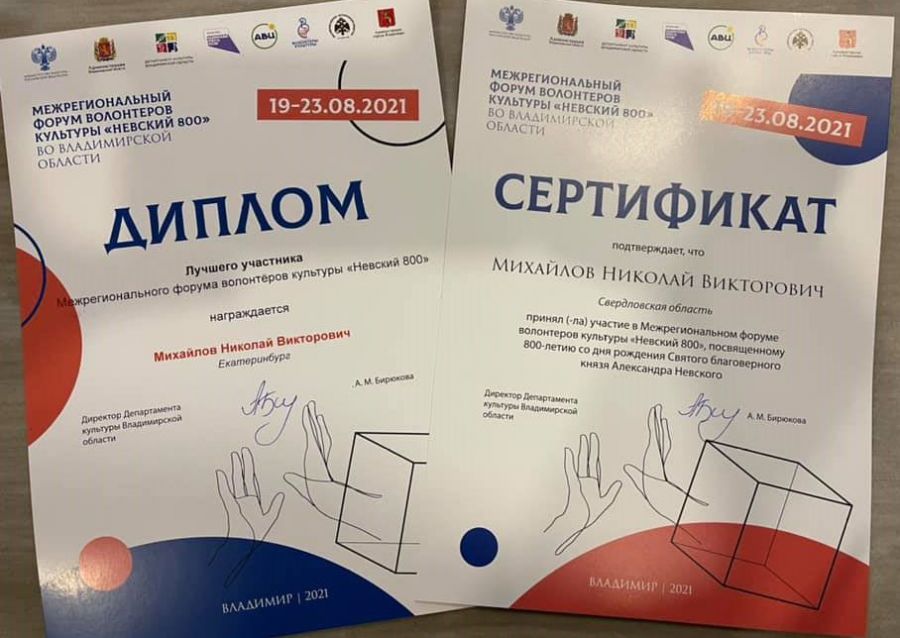 МЕЖРЕГИОНАЛЬНЫЙ
ФОРУМ ВОЛОНТЕРОВ
КУЛЬТУРЫ «НЕВСКИЙ 800»
ВО ВЛАДИМИРСКОЙ
ОБЛАСТИ
19-23.08.2021
ДИПЛОМ
Лучшего участника
Межрегионального форума волонтёров культуры «Невский 800»
награждается
Михайлов Николай Викторович
Екатеринбург
Директор Департамента
культуры Владимирской
области
А. М. Бирюкова
ВЛАДИМИР | 2021
АВЦ
МЕЖРЕГИОНАЛЬНЫЙ
ФОРУМ ВОЛОНТЕРОВ
КУЛЬТУРЫ «НЕВСКИЙ 800»
ВО ВЛАДИМИРСКОЙ
ОБЛАСТИ
23.08.2021
СЕРТИФИКАТ
подтверждает, что
МИХАЙЛОВ НИКОЛАЙ ВИКТОРОВИЧ
Свердловская область
принял (-ла) участие в Межрегиональном форуме
волонтеров культуры «Невский 800», посвященному
800-летию со дня рождения Святого благоверного
князя Александра Невского
Директор Департамента
культуры Владимирской
области
А. М. Бирюкова
ВЛАДИМИР | 2021
АВЦ